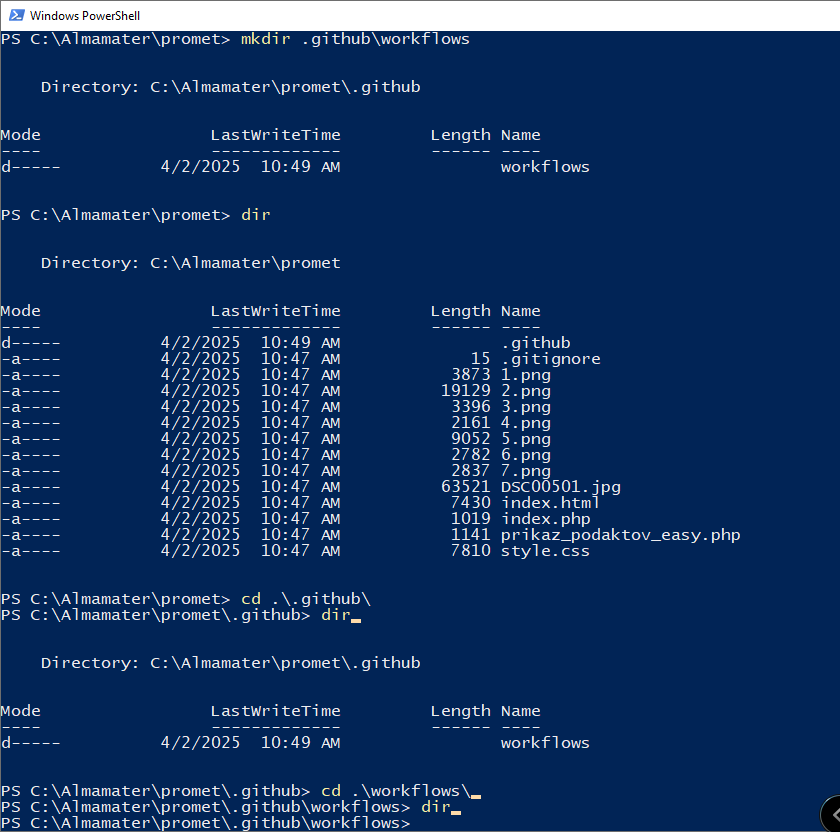 Windows PowerShell
PS C:\Almamater\promet> mkdir .github\workflows
Directory: C:\Almamater\promet\.github
Mode LastWriteTime Length Name
---- ------------- ------ ----
d----- 4/2/2025 10:49 AM workflows
PS C:\Almamater\promet> dir
Directory: C:\Almamater\promet
Mode LastWriteTime Length Name
---- ------------- ------ ----
d----- 4/2/2025 10:49 AM .github
-a---- 4/2/2025 10:47 AM 15 .gitignore
-a---- 4/2/2025 10:47 AM 3873 1.png
-a---- 4/2/2025 10:47 AM 19129 2.png
-a---- 4/2/2025 10:47 AM 3396 3.png
-a---- 4/2/2025 10:47 AM 2161 4.png
-a---- 4/2/2025 10:47 AM 9052 5.png
-a---- 4/2/2025 10:47 AM 2782 6.png
-a---- 4/2/2025 10:47 AM 2837 7.png
-a---- 4/2/2025 10:47 AM 63521 DSC00501.jpg
-a---- 4/2/2025 10:47 AM 7430 index.html
-a---- 4/2/2025 10:47 AM 1019 index.php
-a---- 4/2/2025 10:47 AM 1141 prikaz_podaktov_easy.php
-a---- 4/2/2025 10:47 AM 7810 style.css
PS C:\Almamater\promet> cd .\.github\
PS C:\Almamater\promet\.github> dir
Directory: C:\Almamater\promet\.github
Mode LastWriteTime Length Name
---- ------------- ------ ----
d----- 4/2/2025 10:49 AM workflows
PS C:\Almamater\promet\.github> cd .\workflows\
PS C:\Almamater\promet\.github\workflows> dir
PS C:\Almamater\promet\.github\workflows>